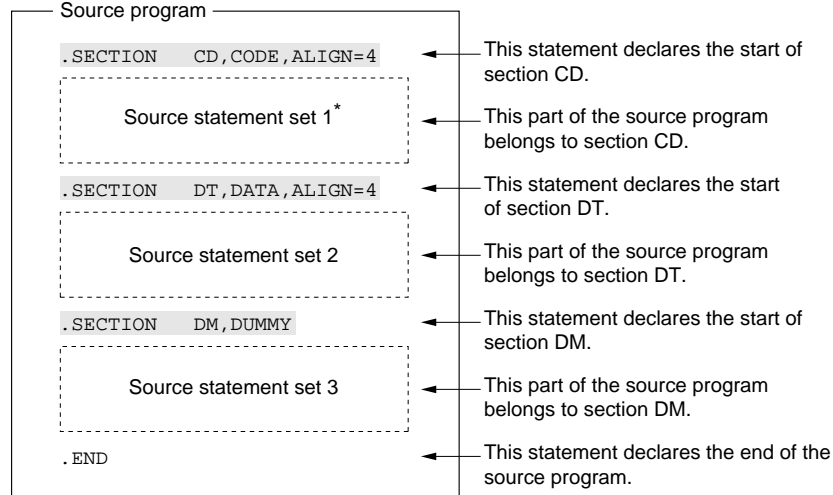 Source program
.SECTION CD,CODE,ALIGN=4
This statement declares the start of
section CD.
Source statement set 1*
This part of the source program
belongs to section CD.
.SECTION DT,DATA,ALIGN=4
This statement declares the start
of section DT.
Source statement set 2
This part of the source program
belongs to section DT.
.SECTION DM,DUMMY
This statement declares the start of
section DM.
Source statement set 3
This part of the source program
belongs to section DM.
.END
This statement declares the end of the
source program.